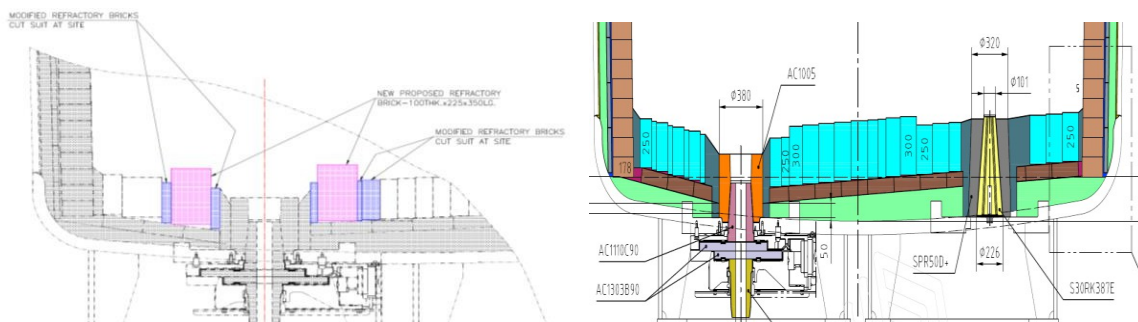 MODIFIED REFRACTORY BRICKS
CUT SUIT AT SITE
NEW PROPOSED REFRACTORY
BRICK-100THK.x225x350LG.
MODIFIED REFRACTORY BRICKS
CUT SUIT AT SITE
AC1005
Φ380
Φ320
Φ101
5
250
250
300
300
250
250
178
50
AC1110C90
AC1303B90
SPR50D+
Φ226
S30RK387E